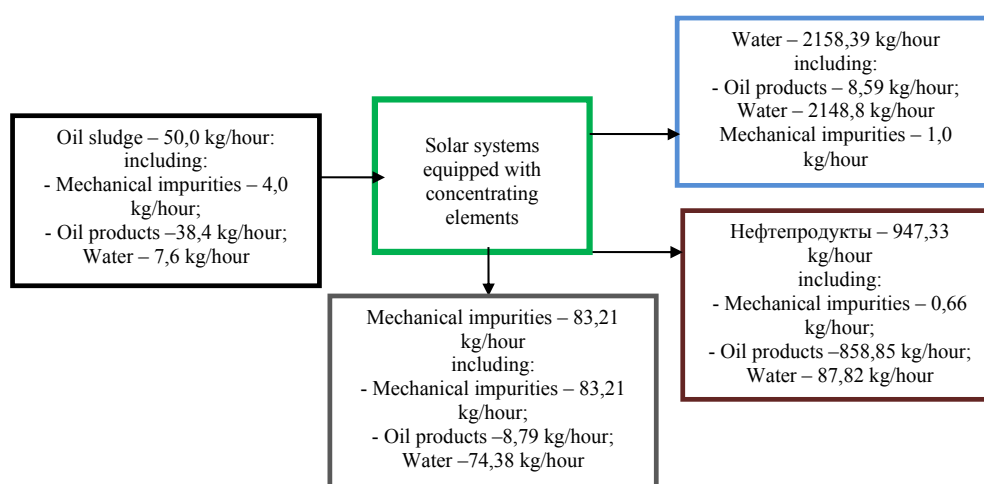 Oil sludge – 50,0 kg/hour:
including:
- Mechanical impurities – 4,0
kg/hour;
- Oil products –38,4 kg/hour;
Water – 7,6 kg/hour
Solar systems
equipped with
concentrating
elements
Water – 2158,39 kg/hour
including:
- Oil products – 8,59 kg/hour;
Water – 2148,8 kg/hour
Mechanical impurities – 1,0
kg/hour
Нефтепродукты – 947,33
kg/hour
including:
- Mechanical impurities – 0,66
kg/hour;
- Oil products –858,85 kg/hour;
Water – 87,82 kg/hour
Mechanical impurities – 83,21
kg/hour
including:
- Mechanical impurities – 83,21
kg/hour;
- Oil products –8,79 kg/hour;
Water –74,38 kg/hour